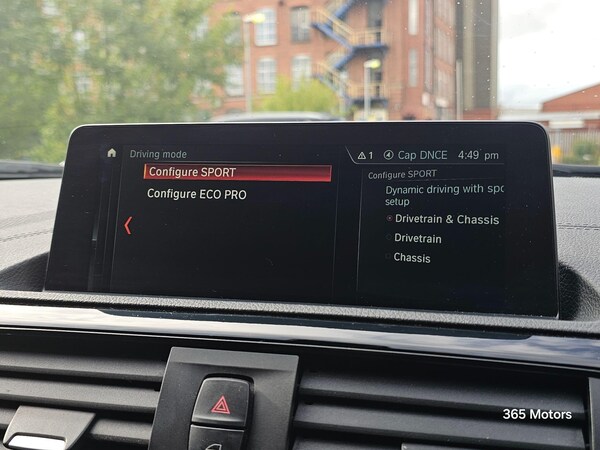 Driving mode
1 Cap DNCE 4:49 pm
Configure SPORT
Configure ECO PRO
Configure SPORT
Dynamic driving with spo
setup
Drivetrain & Chassis
Drivetrain
Chassis
365 Motors